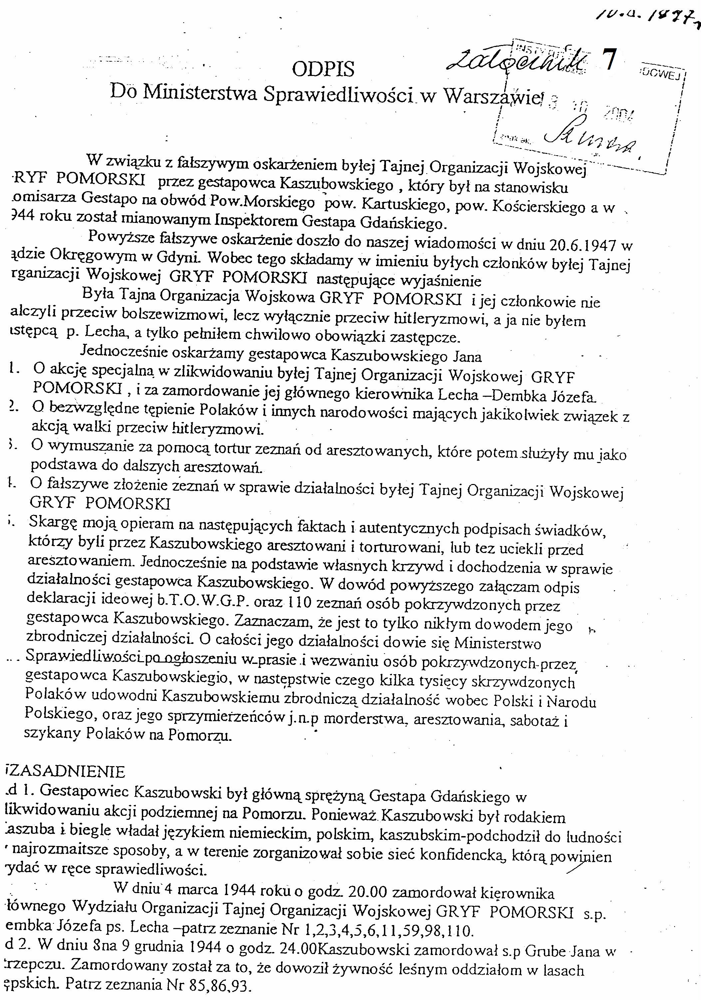 ODPIS
7
Do Ministerstwa Sprawiedliwości w Warszawie
DOWEJ
2004
W związku z fałszywym oskarżeniem byłej Tajnej Organizacji Wojskowej
RYF POMORSKI przez gestapowca Kaszubowskiego , który był na stanowisku
omisarza Gestapo na obwód Pow.Morskiego pow. Kartuskiego, pow. Kościerskiego a w
944 roku został mianowanym Inspektorem Gestapa Gdańskiego.
Powyższe fałszywe oskarżenie doszło do naszej wiadomości w dniu 20.6.1947 w
ądzie Okręgowym w Gdyni. Wobec tego składamy w imieniu byłych członków byłej Tajnej
rganizacji Wojskowej GRYF POMORSKI następujące wyjaśnienie
Była Tajna Organizacja Wojskowa GRYF POMORSKI i jej członkowie nie
alczyli przeciw bolszewizmowi, lecz wyłącznie przeciw hitleryzmowi, a ja nie byłem
astępcą p. Lecha, a tylko pełniłem chwilowo obowiązki zastępcze.
Jednocześnie oskarżamy gestapowca Kaszubowskiego Jana
1. O akcję specjalną w zlikwidowaniu byłej Tajnej Organizacji Wojskowej GRYF
POMORSKI , i za zamordowanie jej głównego kierownika Lecha –Dembka Józefa.
2. O bezwzględne tępienie Polaków i innych narodowości mających jakikolwiek związek z
akcją walki przeciw hitleryzmowi.
3. O wymuszanie za pomocą tortur zeznań od aresztowanych, które potem służyły mu jako
podstawa do dalszych aresztowań.
4. O fałszywe złożenie zeznań w sprawie działalności byłej Tajnej Organizacji Wojskowej
GRYF POMORSKI
5. Skargę moją opieram na następujących faktach i autentycznych podpisach świadków,
którzy byli przez Kaszubowskiego aresztowani i torturowani, lub tez uciekli przed
aresztowaniem. Jednocześnie na podstawie własnych krzywd i dochodzenia w sprawie
działalności gestapowca Kaszubowskiego. W dowód powyższego załączam odpis
deklaracji ideowej b.T.O.W.G.P. oraz 110 zeznań osób pokrzywdzonych przez
gestapowca Kaszubowskiego. Zaznaczam, że jest to tylko nikłym dowodem jego
zbrodniczej działalności. O całości jego działalności dowie się Ministerstwo
Sprawiedliwości po ogłoszeniu w prasie i wezwaniu osób pokrzywdzonych przez
gestapowca Kaszubowskiegio, w następstwie czego kilka tysięcy skrzywdzonych
Polaków udowodni Kaszubowskiemu zbrodniczą działalność wobec Polski i Narodu
Polskiego, oraz jego sprzymierzeńców j.n.p morderstwa, aresztowania, sabotaż i
szykany Polaków na Pomorzu.
ZASADNIENIE
d 1. Gestapowiec Kaszubowski był główną sprężyną Gestapa Gdańskiego w
likwidowaniu akcji podziemnej na Pomorzu. Ponieważ Kaszubowski był rodakiem
aszuba i biegle władał językiem niemieckim, polskim, kaszubskim-podchodził do ludności
najrozmaitsze sposoby, a w terenie zorganizował sobie sieć konfidencką, którą powinien
ydać w ręce sprawiedliwości.
W dniu 4 marca 1944 roku o godz. 20.00 zamordował kierownika
łównego Wydziału Organizacji Tajnej Organizacji Wojskowej GRYF POMORSKI s.p.
embka Józefa ps. Lecha –patrz zeznanie Nr 1,2,3,4,5,6,11,59,98,110.
d 2. W dniu 8na 9 grudnia 1944 o godz. 24.00Kaszubowski zamordował s.p Grube Jana w
trzepczu. Zamordowany został za to, że dowoził żywność leśnym oddziałom w lasach
ępskich. Patrz zeznania Nr 85,86,93.